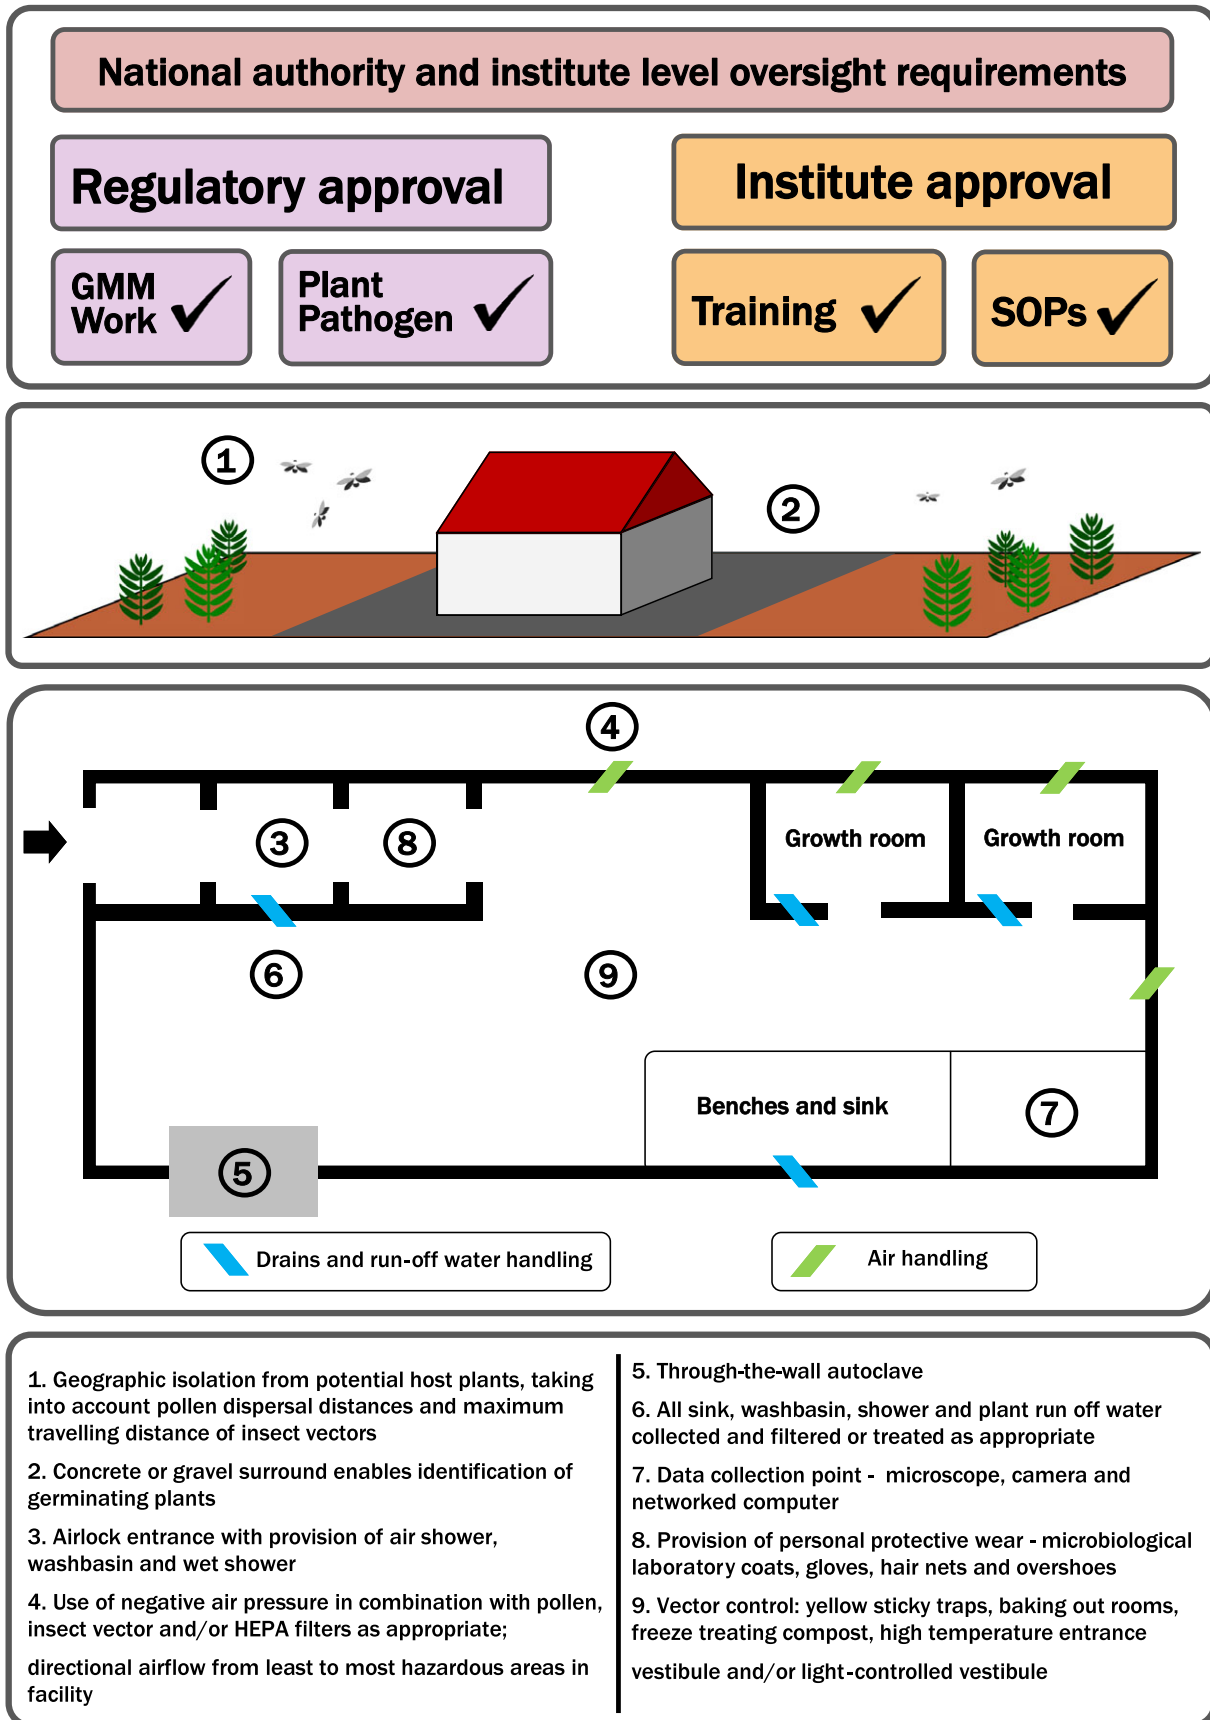 National authority and institute level oversight requirements
Regulatory approval
Institute approval
GMM
Work
Plant
Pathogen
Training
SOPs
1
2
4
3
8
Growth room
Growth room
6
9
Benches and sink
7
5
Drains and run-off water handling
Air handling
1. Geographic isolation from potential host plants, taking
into account pollen dispersal distances and maximum
travelling distance of insect vectors
2. Concrete or gravel surround enables identification of
germinating plants
3. Airlock entrance with provision of air shower,
washbasin and wet shower
4. Use of negative air pressure in combination with pollen,
insect vector and/or HEPA filters as appropriate;
directional airflow from least to most hazardous areas in
facility
5. Through-the-wall autoclave
6. All sink, washbasin, shower and plant run off water
collected and filtered or treated as appropriate
7. Data collection point - microscope, camera and
networked computer
8. Provision of personal protective wear - microbiological
laboratory coats, gloves, hair nets and overshoes
9. Vector control: yellow sticky traps, baking out rooms,
freeze treating compost, high temperature entrance
vestibule and/or light-controlled vestibule